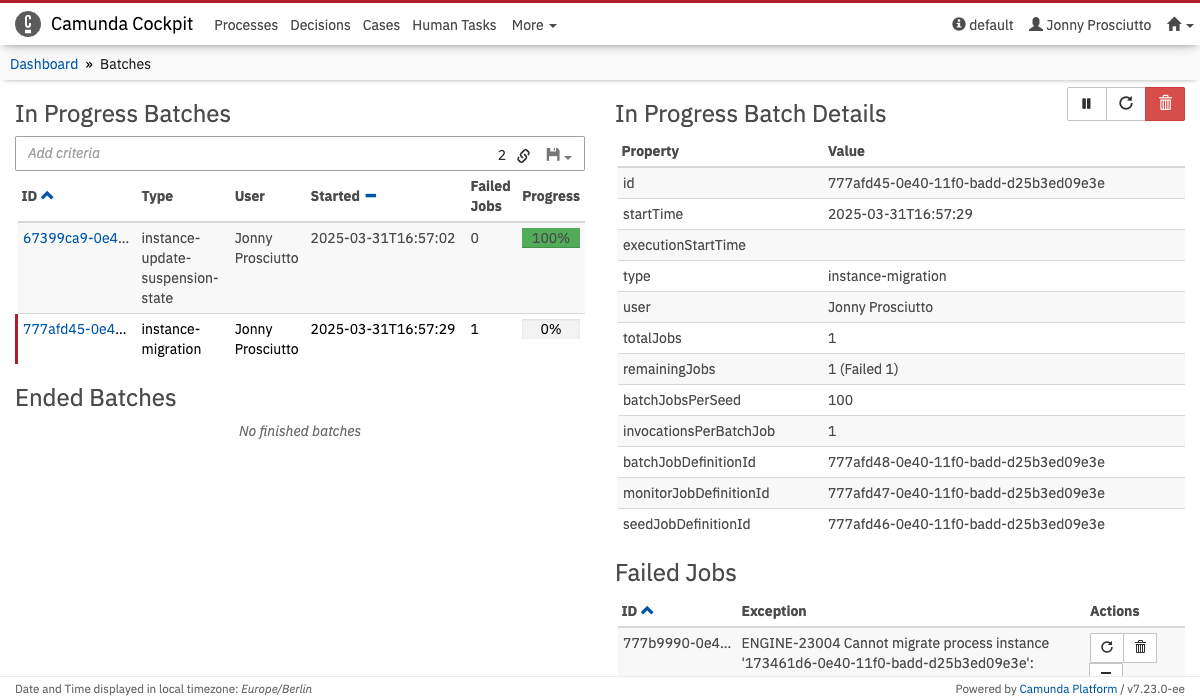 Camunda Cockpit Processes Decisions Cases Human Tasks More default Jonny Prosciutto
Dashboard » Batches
In Progress Batches
Add criteria 2
ID Type User Started Failed Jobs Progress
67399ca9-0e4... instance-update-suspension-state Jonny Prosciutto 2025-03-31T16:57:02 0 100%
777afd45-0e4... instance-migration Jonny Prosciutto 2025-03-31T16:57:29 1 0%
Ended Batches
No finished batches
In Progress Batch Details
Property Value
id 777afd45-0e40-11f0-badd-d25b3ed09e3e
startTime 2025-03-31T16:57:29
executionStartTime
type instance-migration
user Jonny Prosciutto
totalJobs 1
remainingJobs 1 (Failed 1)
batchJobsPerSeed 100
invocationsPerBatchJob 1
batchJobDefinitionId 777afd48-0e40-11f0-badd-d25b3ed09e3e
monitorJobDefinitionId 777afd47-0e40-11f0-badd-d25b3ed09e3e
seedJobDefinitionId 777afd46-0e40-11f0-badd-d25b3ed09e3e
Failed Jobs
ID Exception Actions
777b9990-0e4... ENGINE-23004 Cannot migrate process instance
'173461d6-0e40-11f0-badd-d25b3ed09e3e':
Date and Time displayed in local timezone: Europe/Berlin
Powered by Camunda Platform / v7.23.0-ee